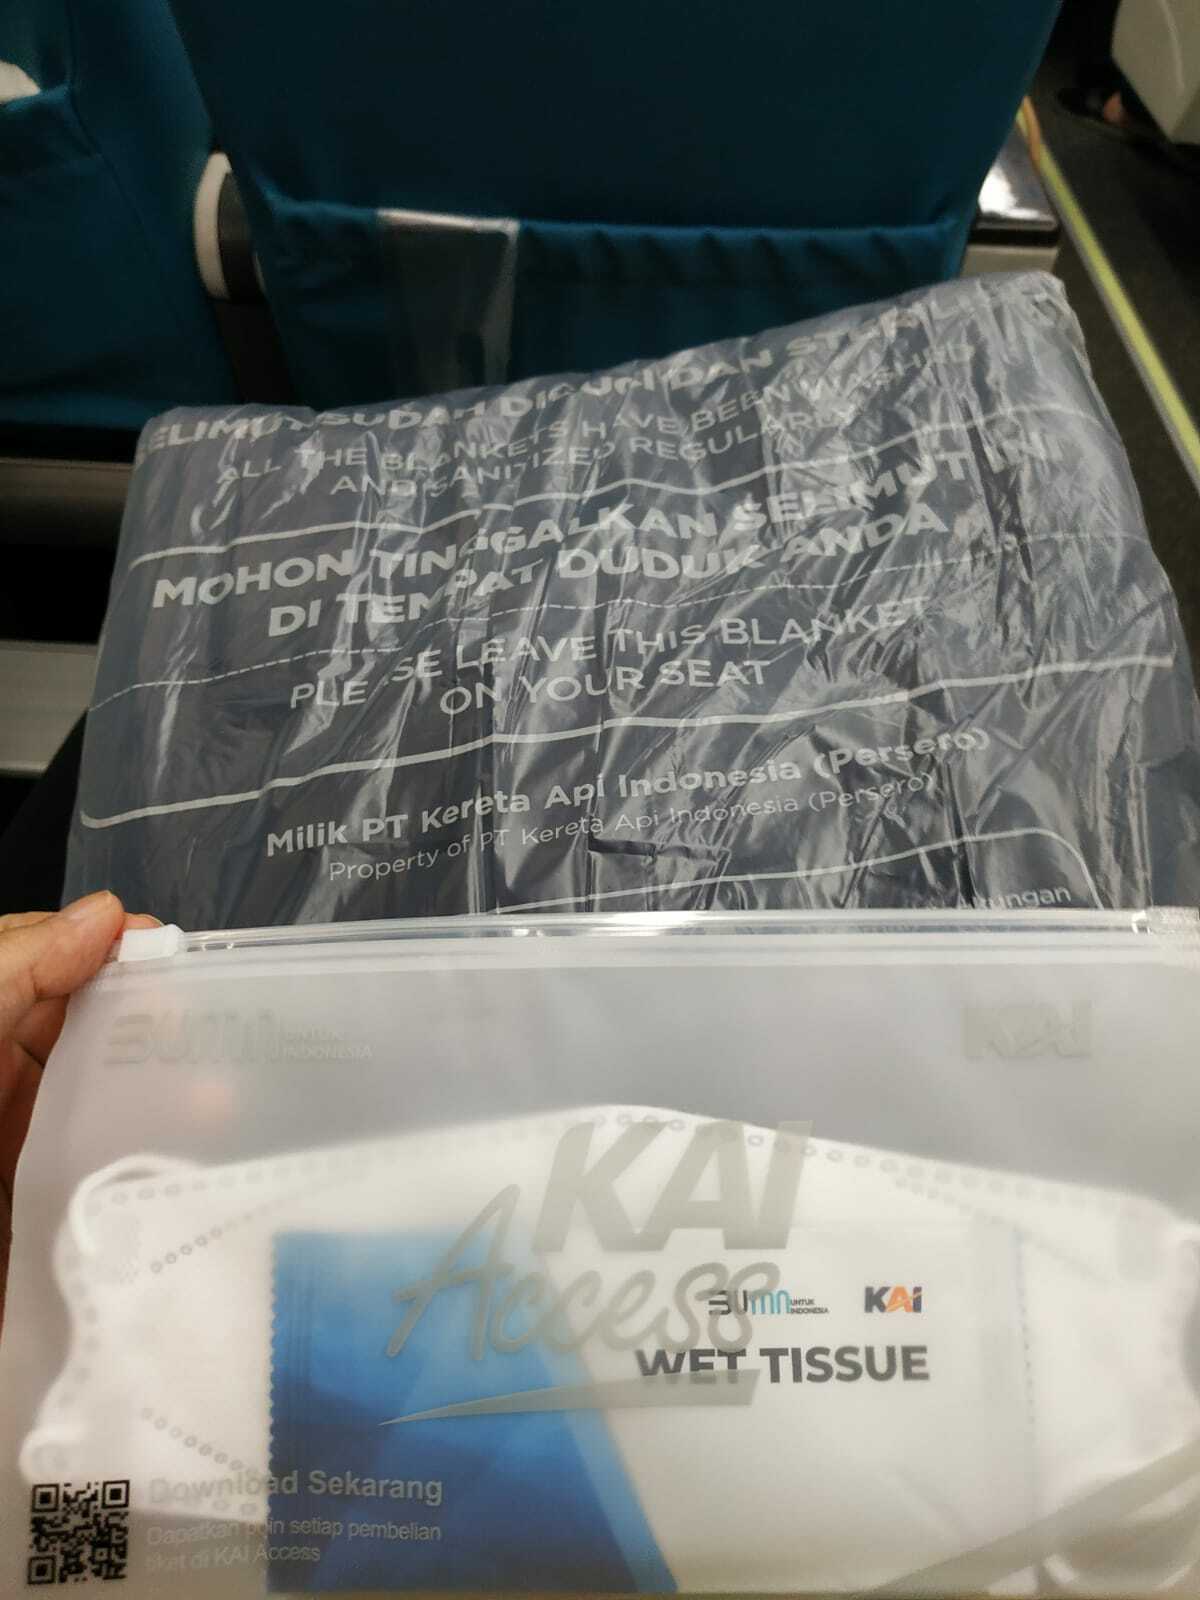 SELIMUT SUDAH DICUCI DAN STERIL
ALL THE BLANKETS HAVE BEEN WASHED
AND SANITIZED REGULARLY
MOHON TINGGALKAN SELIMUT INI
DI TEMPAT DUDUK ANDA
PLEASE LEAVE THIS BLANKET
ON YOUR SEAT
Milik PT Kereta Api Indonesia (Persero)
Property of PT Kereta Api Indonesia (Persero)
BUMN UNTUK INDONESIA
KAI
KAI
Access
BUMN UNTUK INDONESIA
KAI
WET TISSUE
Download Sekarang
Dapatkan poin setiap pembelian
tiket di KAI Access